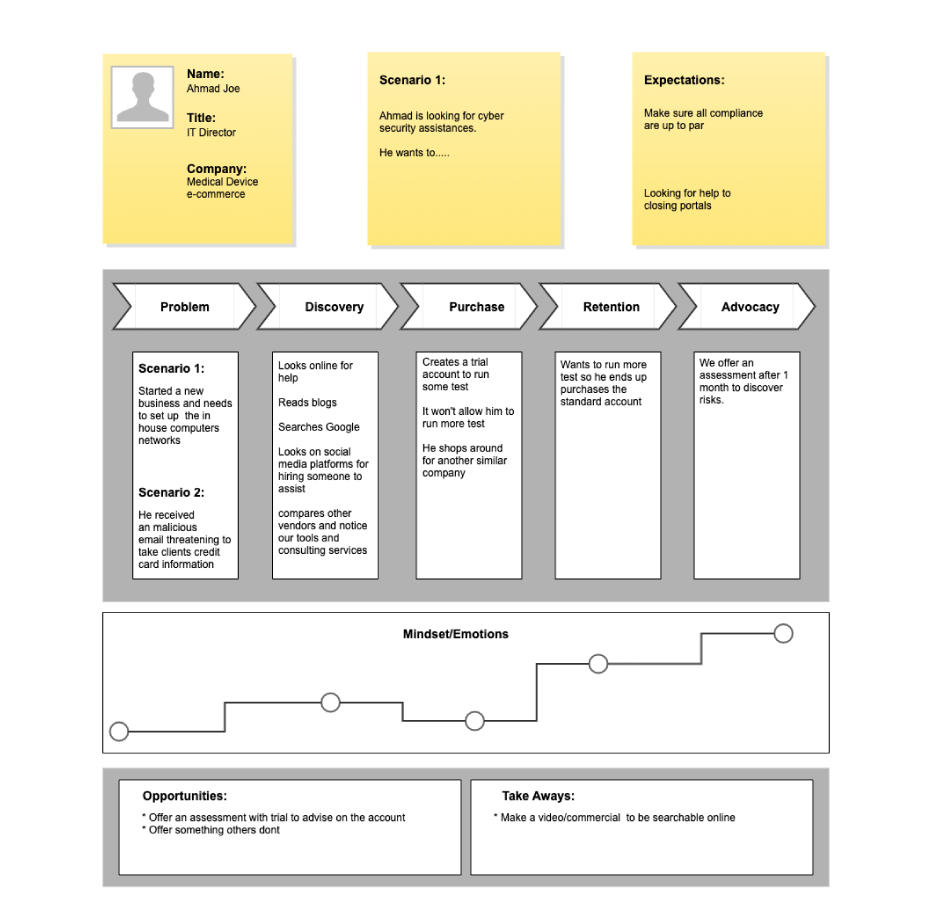 Name:
Ahmad Joe
Title:
IT Director
Company:
Medical Device
e-commerce
Scenario 1:
Ahmad is looking for cyber
security assistances.
He wants to.....
Expectations:
Make sure all compliance
are up to par
Looking for help to
closing portals
Problem
Discovery
Purchase
Retention
Advocacy
Scenario 1:
Started a new
business and needs
to set up the in
house computers
networks
Scenario 2:
He received
an malicious
email threatening to
take clients credit
card information
Looks online for
help
Reads blogs
Searches Google
Looks on social
media platforms for
hiring someone to
assist
compares other
vendors and notice
our tools and
consulting services
Creates a trial
account to run
some test
It won't allow him to
run more test
He shops around
for another similar
company
Wants to run more
test so he ends up
purchases the
standard account
We offer an
assessment after 1
month to discover
risks.
Mindset/Emotions
Opportunities:
* Offer an assessment with trial to advise on the account
* Offer something others dont
Take Aways:
* Make a video/commercial to be searchable online